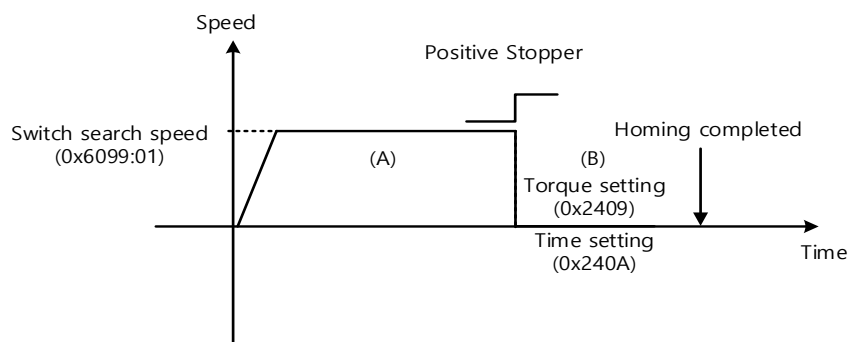 Speed
Positive Stopper
Switch search speed
(0x6099:01)
Homing completed
(A)
(B)
Torque setting
(0x2409)
Time setting
(0x240A)
Time